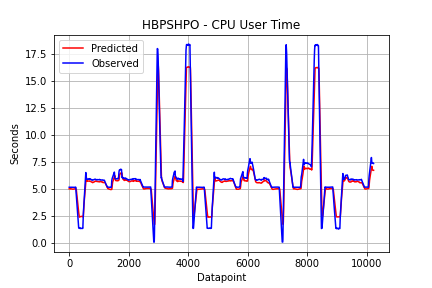 HBPSHPO - CPU User Time
Predicted
Observed
17.5
15.0
12.5
10.0
7.5
5.0
2.5
0.0
Seconds
0 2000 4000 6000 8000 10000
Datapoint